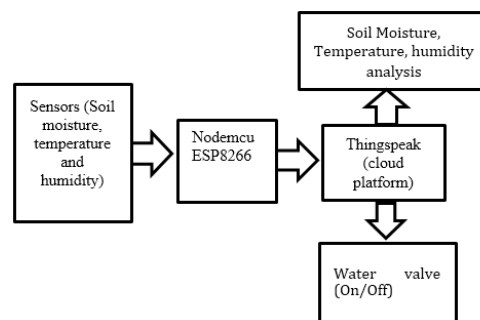 Soil Moisture,
Temperature, humidity
analysis
Sensors (Soil
moisture,
temperature
and
humidity)
Nodemcu
ESP8266
Thingspeak
(cloud
platform)
Water valve
(On/Off)